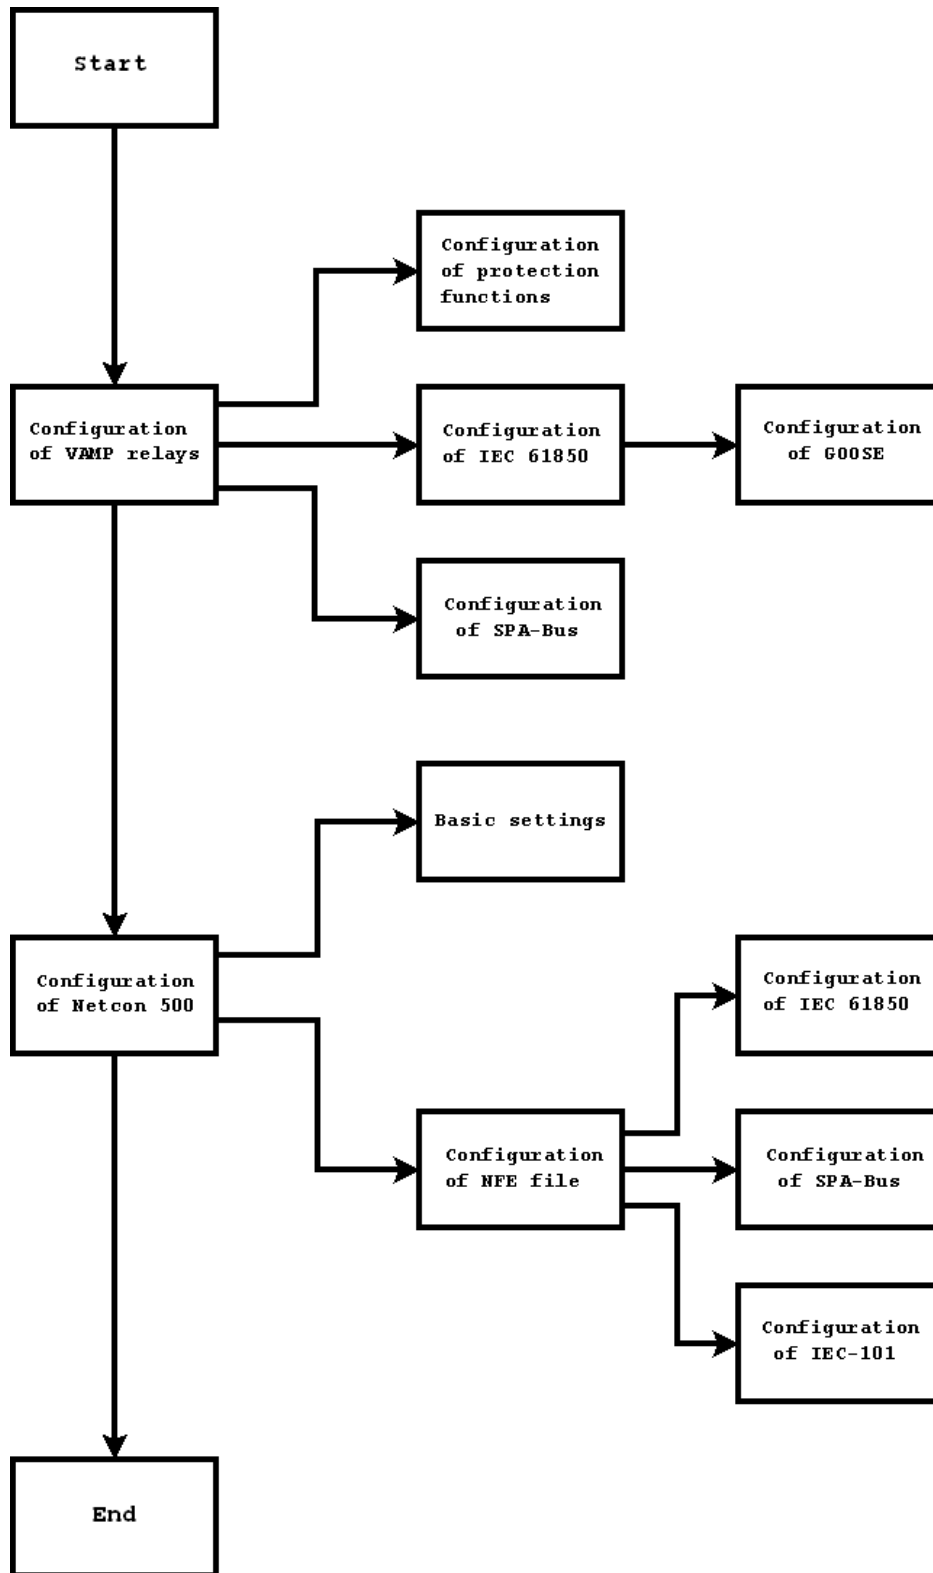 Start
Configuration
of protection
functions
Configuration
of VAMP relays
Configuration
of IEC 61850
Configuration
of GOOSE
Configuration
of SPA-Bus
Basic settings
Configuration
of Netcon 500
Configuration
of IEC 61850
Configuration
of NFE file
Configuration
of SPA-Bus
Configuration
of IEC-101
End